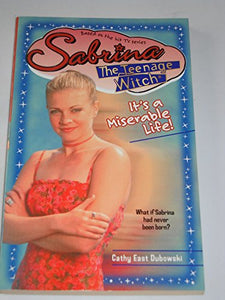 BASED ON THE HIT TV SERIES
Sabrina
The Teenage
Witch
It's a
Miserable
Life!
What if Sabrina
had never
been born?
Cathy East Dubowski